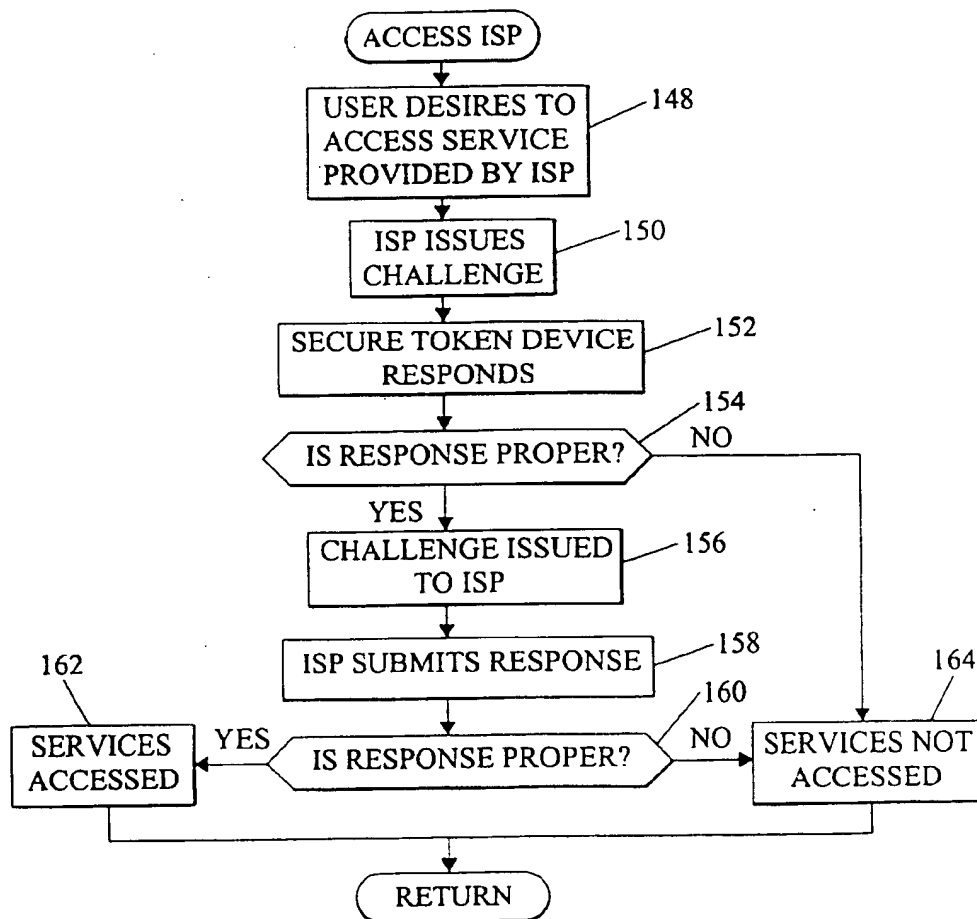 ACCESS ISP
USER DESIRES TO
ACCESS SERVICE
PROVIDED BY ISP
148
ISP ISSUES
CHALLENGE
150
SECURE TOKEN DEVICE
RESPONDS
152
IS RESPONSE PROPER?
154
NO
YES
CHALLENGE ISSUED
TO ISP
156
ISP SUBMITS RESPONSE
158
162
160
164
SERVICES
ACCESSED
YES
IS RESPONSE PROPER?
NO
SERVICES NOT
ACCESSED
RETURN